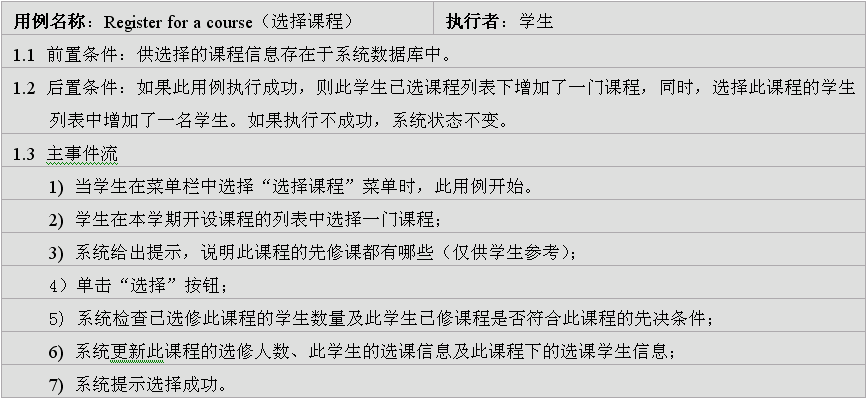 用例名称：Register for a course（选择课程） 执行者：学生
1.1 前置条件：供选择的课程信息存在于系统数据库中。
1.2 后置条件：如果此用例执行成功，则此学生已选课程列表下增加了一门课程，同时，选择此课程的学生
列表中增加了一名学生。如果执行不成功，系统状态不变。
1.3 主事件流
1) 当学生在菜单栏中选择“选择课程”菜单时，此用例开始。
2) 学生在本学期开设课程的列表中选择一门课程；
3) 系统给出提示，说明此课程的先修课都有哪些（仅供学生参考）；
4）单击“选择”按钮；
5) 系统检查已选修此课程的学生数量及此学生已修课程是否符合此课程的先决条件；
6) 系统更新此课程的选修人数、此学生的选课信息及此课程下的选课学生信息；
7) 系统提示选择成功。